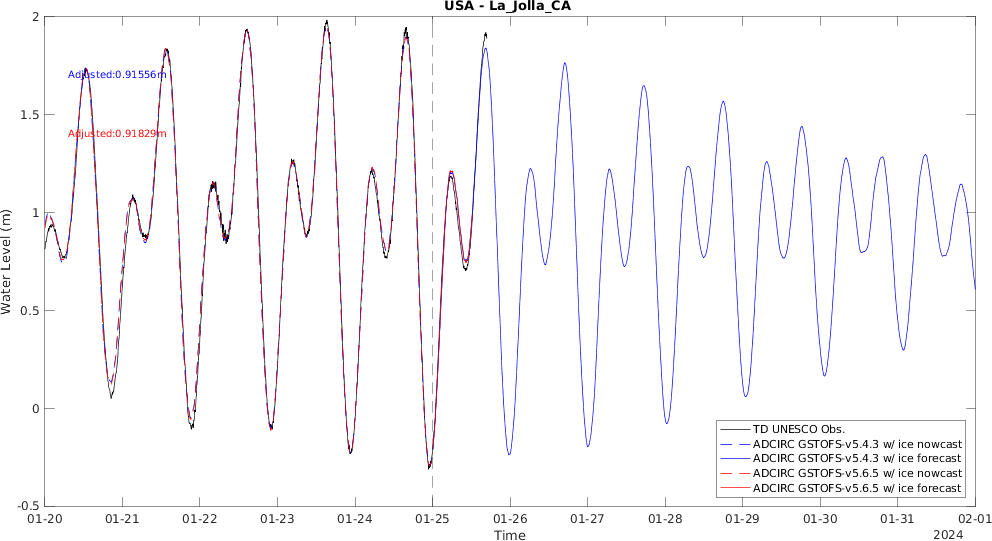 USA - La_Jolla_CA
2
1.5
1
0.5
0
-0.5
Water Level (m)
Adjusted:0.91556m
Adjusted:0.91829m
TD UNESCO Obs.
ADCIRC GSTOFS-v5.4.3 w/ ice nowcast
ADCIRC GSTOFS-v5.4.3 w/ ice forecast
ADCIRC GSTOFS-v5.6.5 w/ ice nowcast
ADCIRC GSTOFS-v5.6.5 w/ ice forecast
01-20 01-21 01-22 01-23 01-24 01-25 01-26 01-27 01-28 01-29 01-30 01-31 02-01
Time
2024